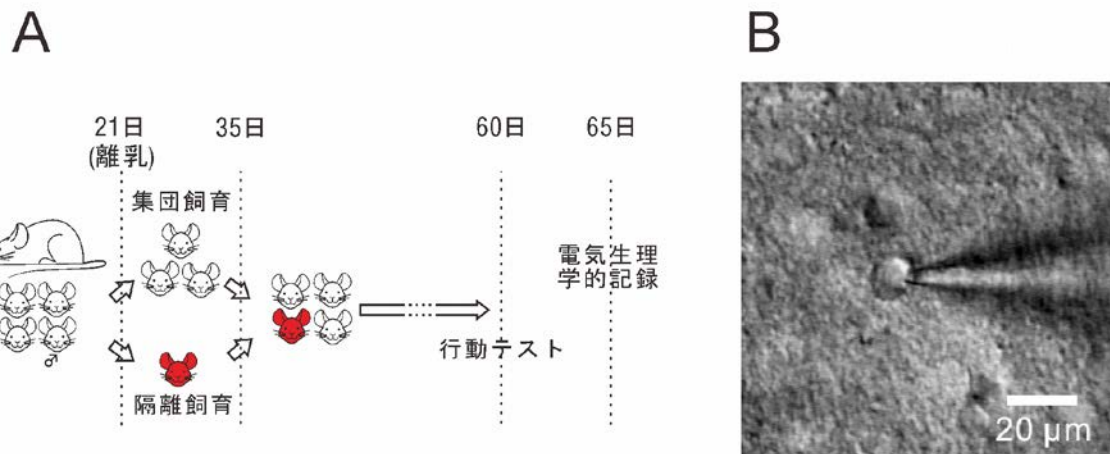 A
B
21日
(離乳)
35日
60日
65日
集団飼育
電気生理
学的記録
行動テスト
♂
隔離飼育
20 µm